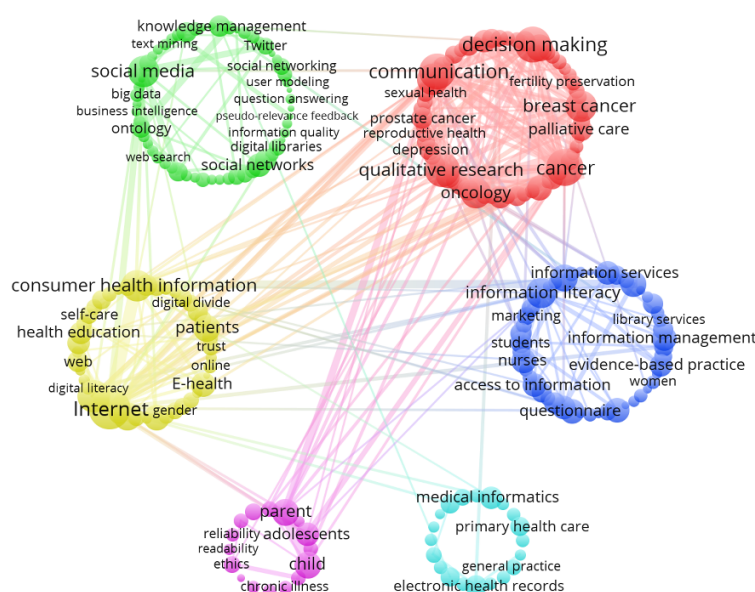 knowledge management
text mining
Twitter
social media
social networking
user modeling
big data
question answering
business intelligence
pseudo-relevance feedback
ontology
information quality
digital libraries
web search
social networks
decision making
communication
fertility preservation
sexual health
breast cancer
prostate cancer
palliative care
reproductive health
depression
qualitative research
cancer
oncology
consumer health information
digital divide
self-care
health education
patients
trust
web
online
digital literacy
E-health
Internet
gender
information services
information literacy
marketing
library services
students
information management
nurses
evidence-based practice
access to information
women
questionnaire
parent
reliability
adolescents
readability
ethics
child
chronic illness
medical informatics
primary health care
general practice
electronic health records